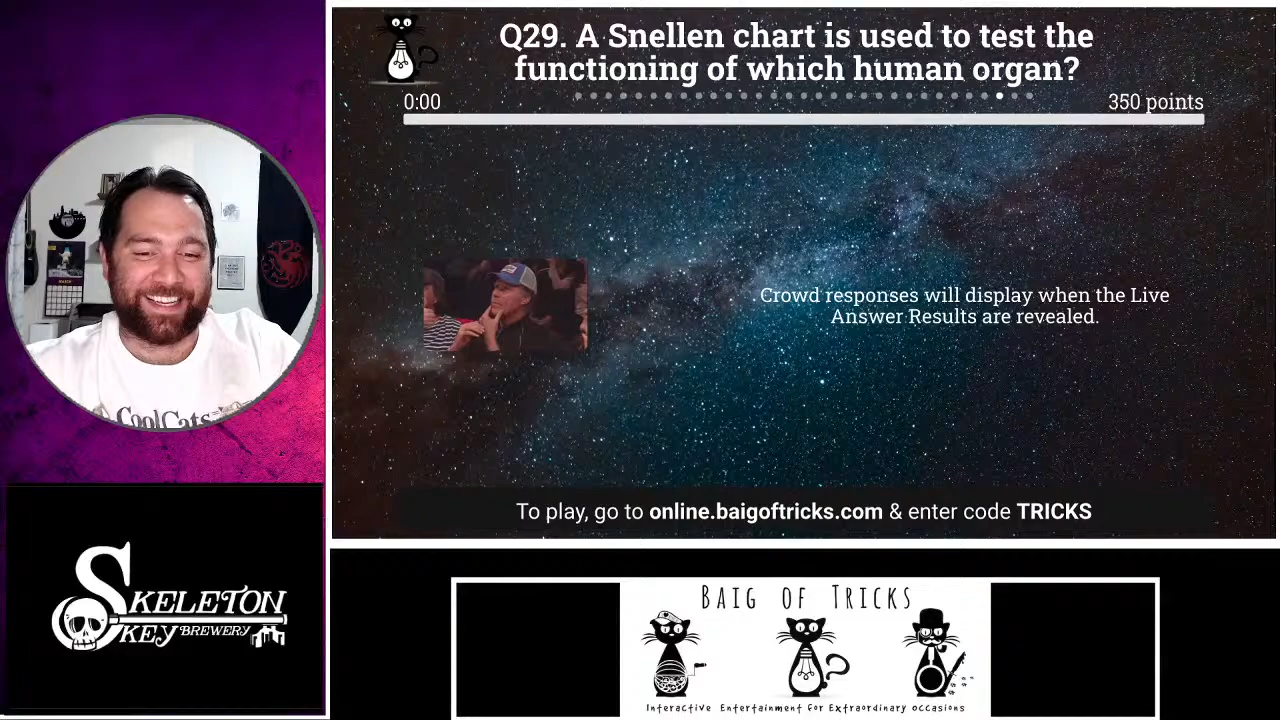 Q29. A Snellen chart is used to test the
functioning of which human organ?
0:00
350 points
Crowd responses will display when the Live
Answer Results are revealed.
To play, go to online.baigoftricks.com & enter code TRICKS
CoolCats
SKELETON
KEY BREWERY
BAIG OF TRICKS
Interactive Entertainment for Extraordinary Occasions